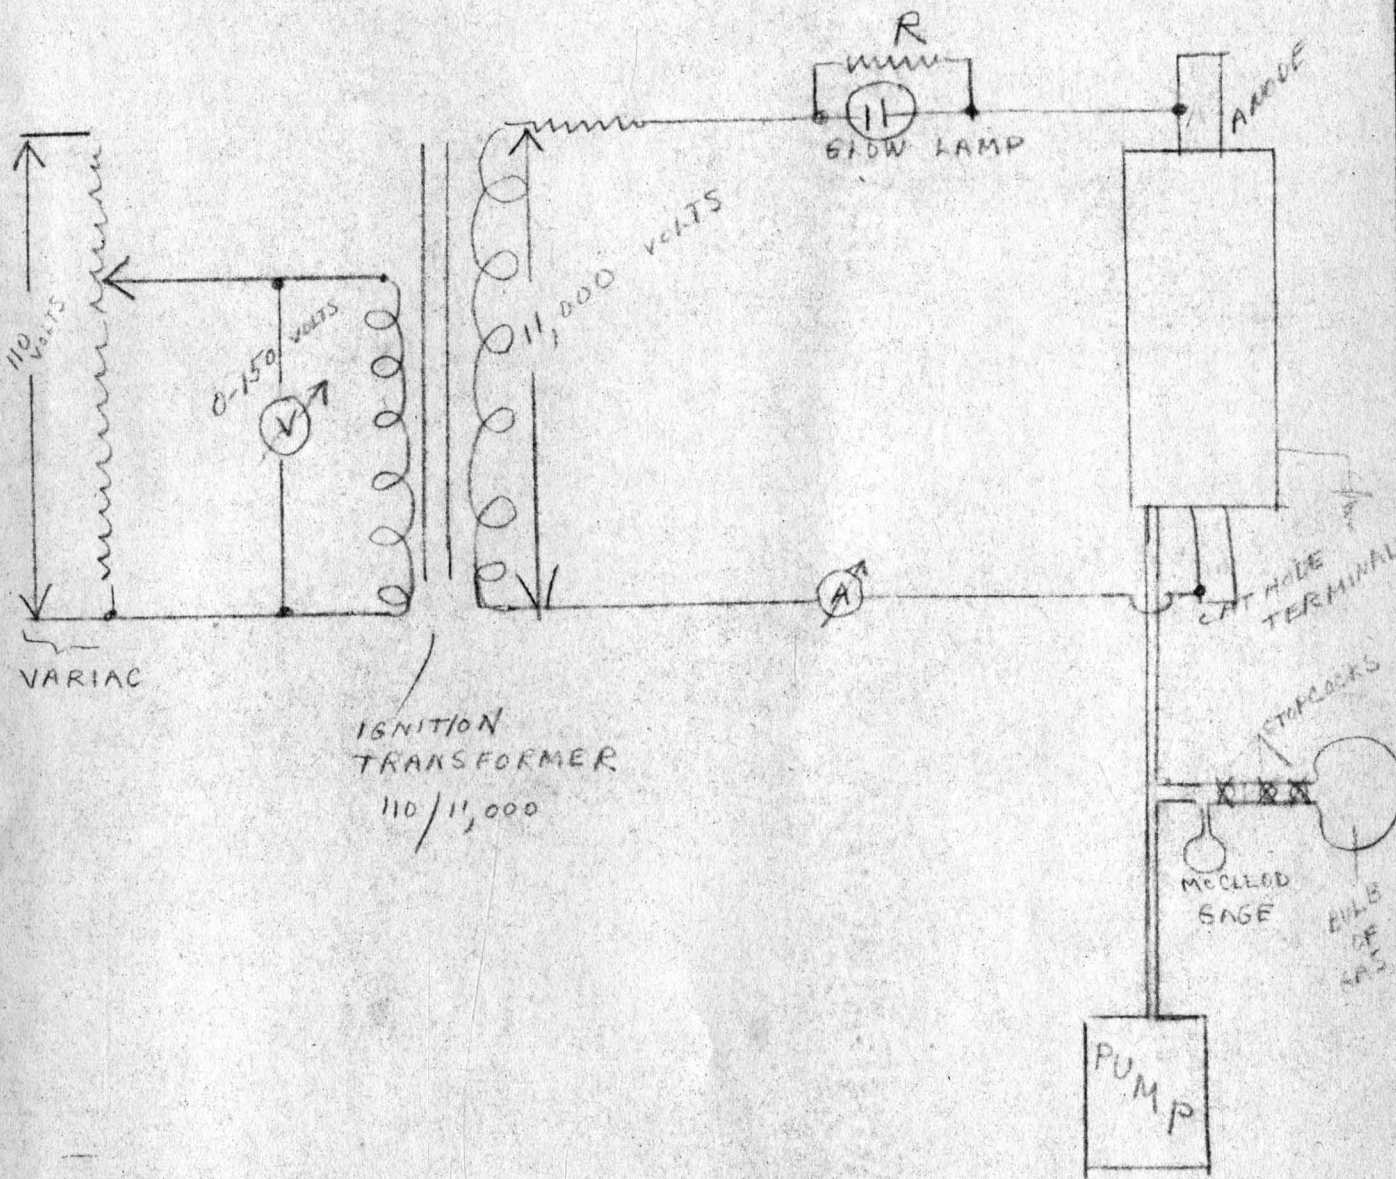 R
ANODE
GLOW LAMP
11,000 VOLTS
110
VOLTS
0-150 VOLTS
V
A
CATHOLE
TERMINAL
VARIAC
STOPCOCKS
IGNITION
TRANSFORMER
110/11,000
McCLEOD
GAGE
BULB
OF
GAS
PUMP